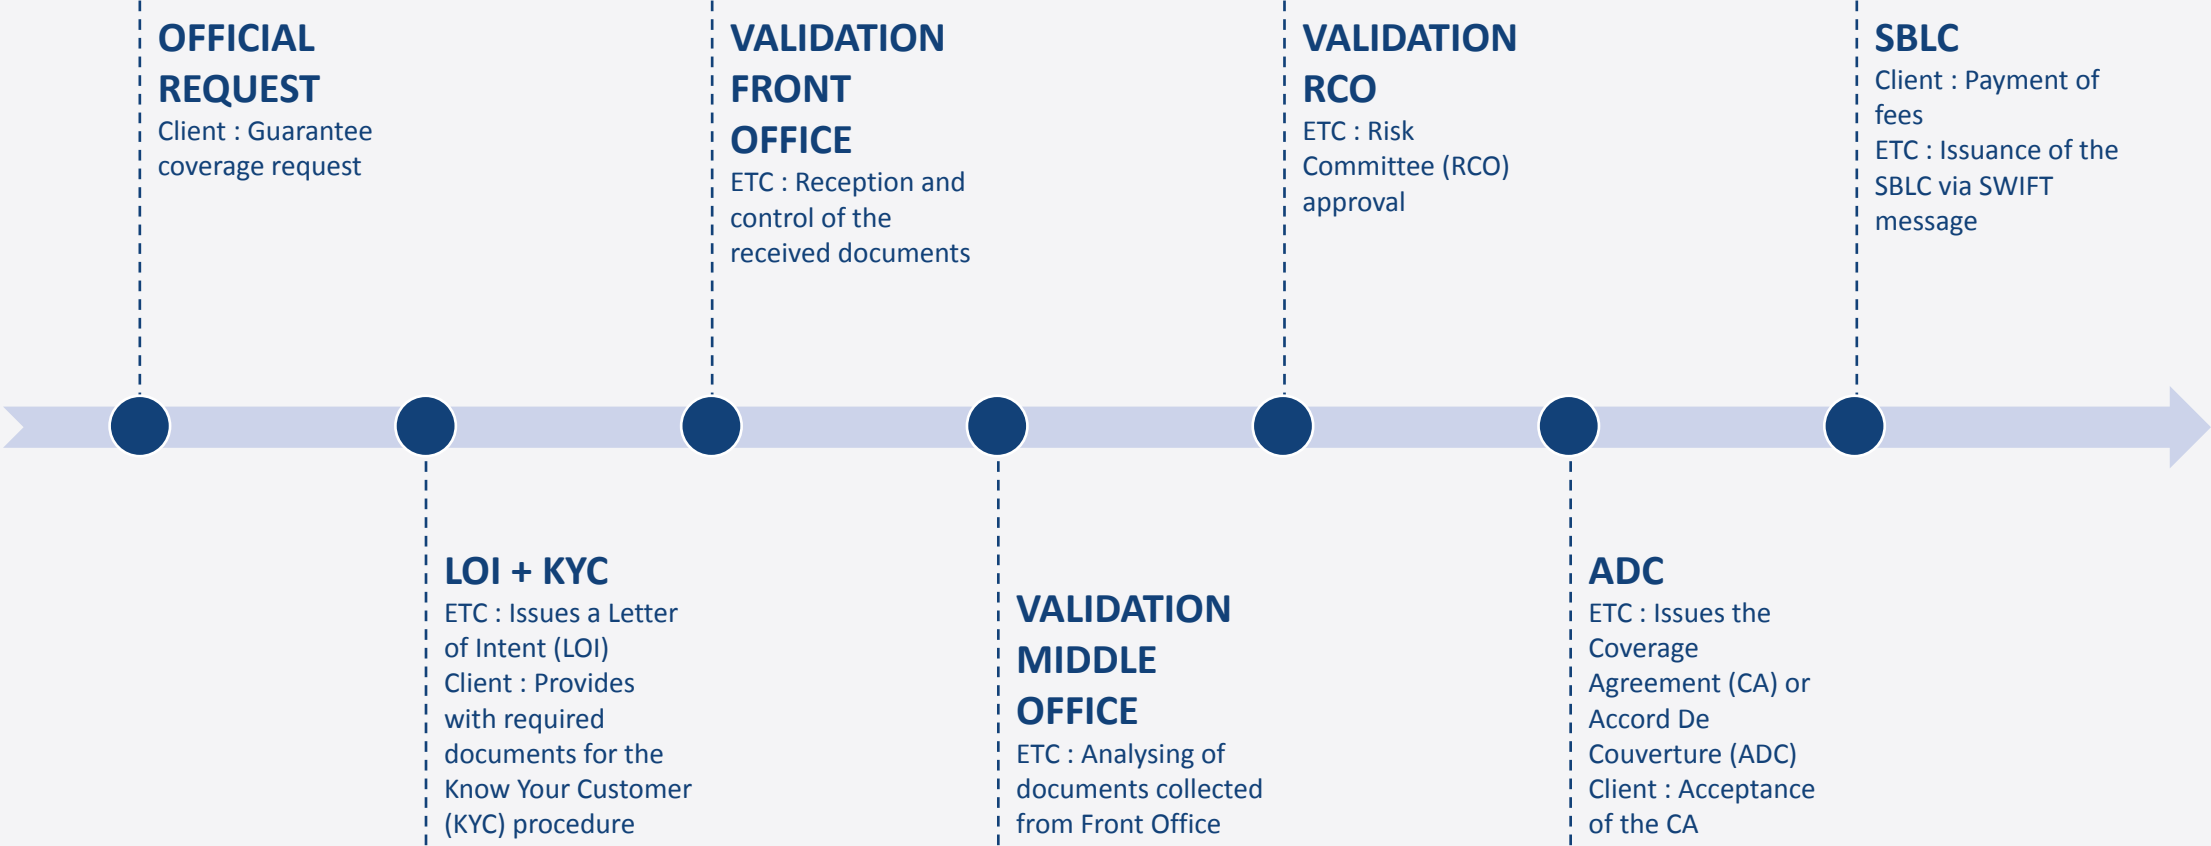 OFFICIAL
REQUEST
Client : Guarantee
coverage request
LOI + KYC
ETC : Issues a Letter
of Intent (LOI)
Client : Provides
with required
documents for the
Know Your Customer
(KYC) procedure
VALIDATION
FRONT
OFFICE
ETC : Reception and
control of the
received documents
VALIDATION
MIDDLE
OFFICE
ETC : Analysing of
documents collected
from Front Office
VALIDATION
RCO
ETC : Risk
Committee (RCO)
approval
ADC
ETC : Issues the
Coverage
Agreement (CA) or
Accord De
Couverture (ADC)
Client : Acceptance
of the CA
SBLC
Client : Payment of
fees
ETC : Issuance of the
SBLC via SWIFT
message